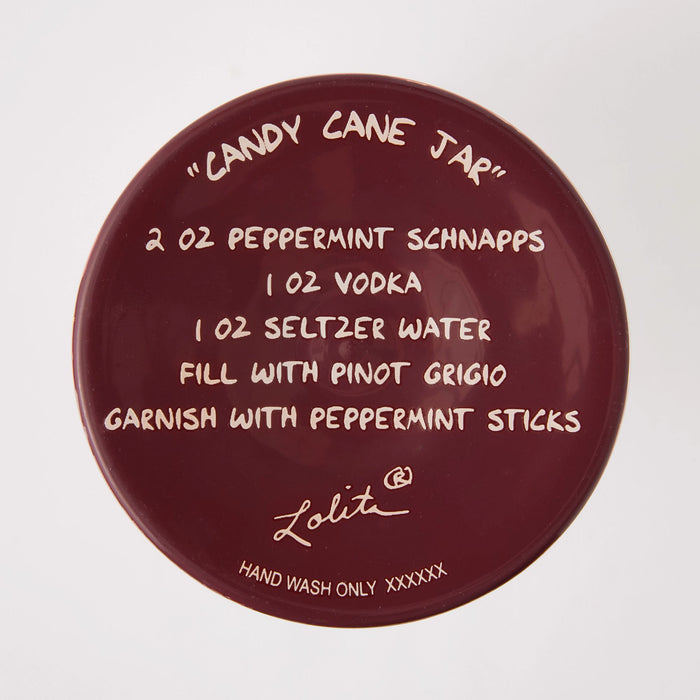 "CANDY CANE JAR"
2 OZ PEPPERMINT SCHNAPPS
1 OZ VODKA
1 OZ SELTZER WATER
FILL WITH PINOT GRIGIO
GARNISH WITH PEPPERMINT STICKS
Lolita®
HAND WASH ONLY XXXXXX